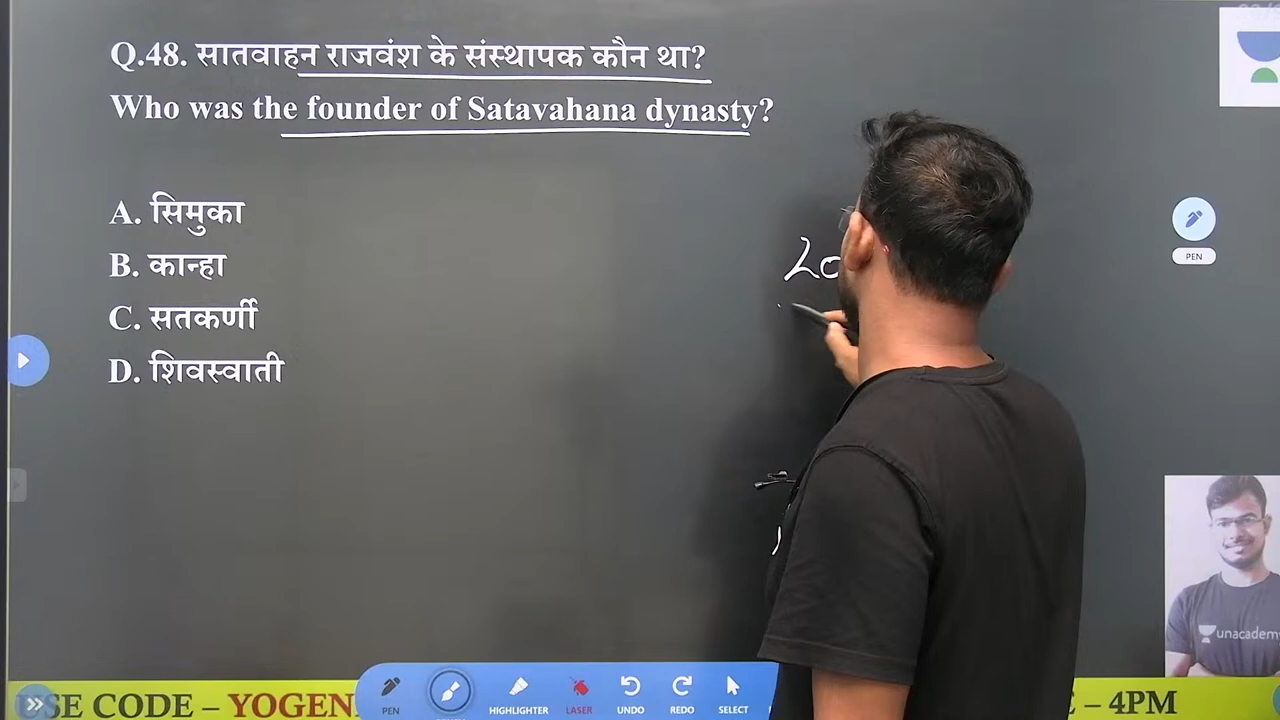 Q.48. सातवाहन राजवंश के संस्थापक कौन था?
Who was the founder of Satavahana dynasty?
A. सिमुका
B. कान्हा
C. सतकर्णी
D. शिवस्वाती
PEN
unacadem
SE CODE – YOGEN
– 4PM
PEN
HIGHLIGHTER
LASER
UNDO
REDO
SELECT